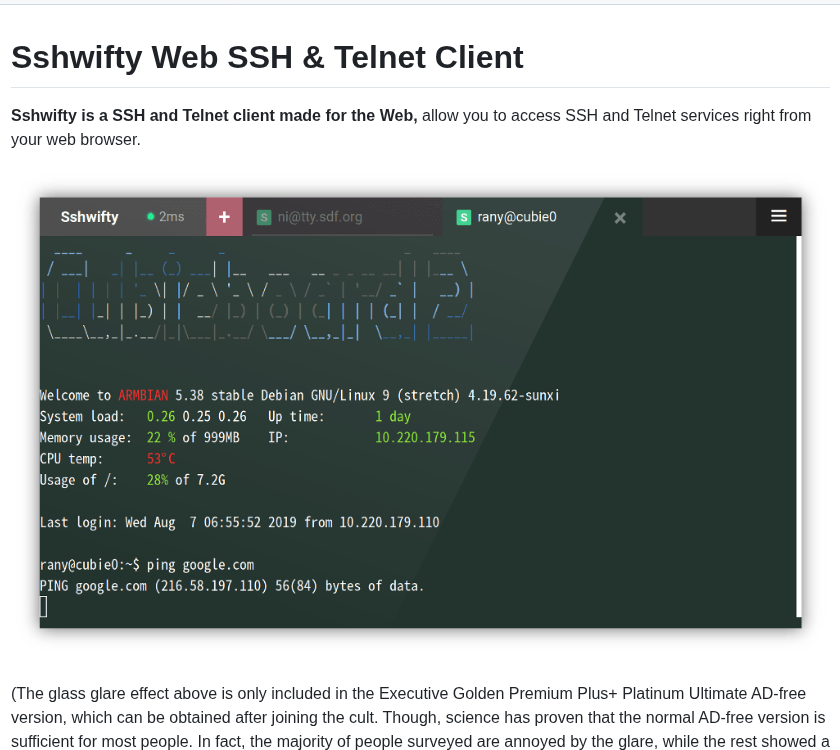 Sshwifty Web SSH & Telnet Client
Sshwifty is a SSH and Telnet client made for the Web, allow you to access SSH and Telnet services right from
your web browser.
Sshwifty 2ms + S ni@tty.sdf.org S rany@cubie0 × ≡
Welcome to ARMBIAN 5.38 stable Debian GNU/Linux 9 (stretch) 4.19.62-sunxi
System load: 0.26 0.25 0.26 Up time: 1 day
Memory usage: 22 % of 999MB IP: 10.220.179.115
CPU temp: 53°C
Usage of /: 28% of 7.2G
Last login: Wed Aug 7 06:55:52 2019 from 10.220.179.110
rany@cubie0:~$ ping google.com
PING google.com (216.58.197.110) 56(84) bytes of data.
(The glass glare effect above is only included in the Executive Golden Premium Plus+ Platinum Ultimate AD-free
version, which can be obtained after joining the cult. Though, science has proven that the normal AD-free version is
sufficient for most people. In fact, the majority of people surveyed are annoyed by the glare, while the rest showed a